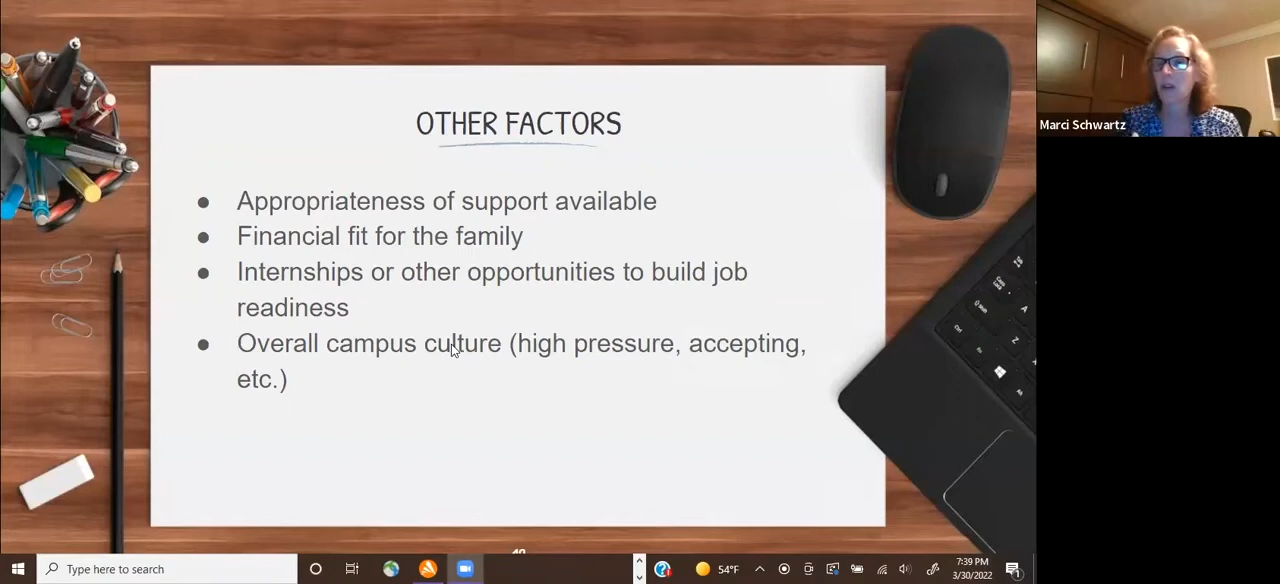 OTHER FACTORS
● Appropriateness of support available
● Financial fit for the family
● Internships or other opportunities to build job
readiness
● Overall campus culture (high pressure, accepting,
etc.)
Marci Schwartz
Type here to search
54°F
7:39 PM
3/30/2022